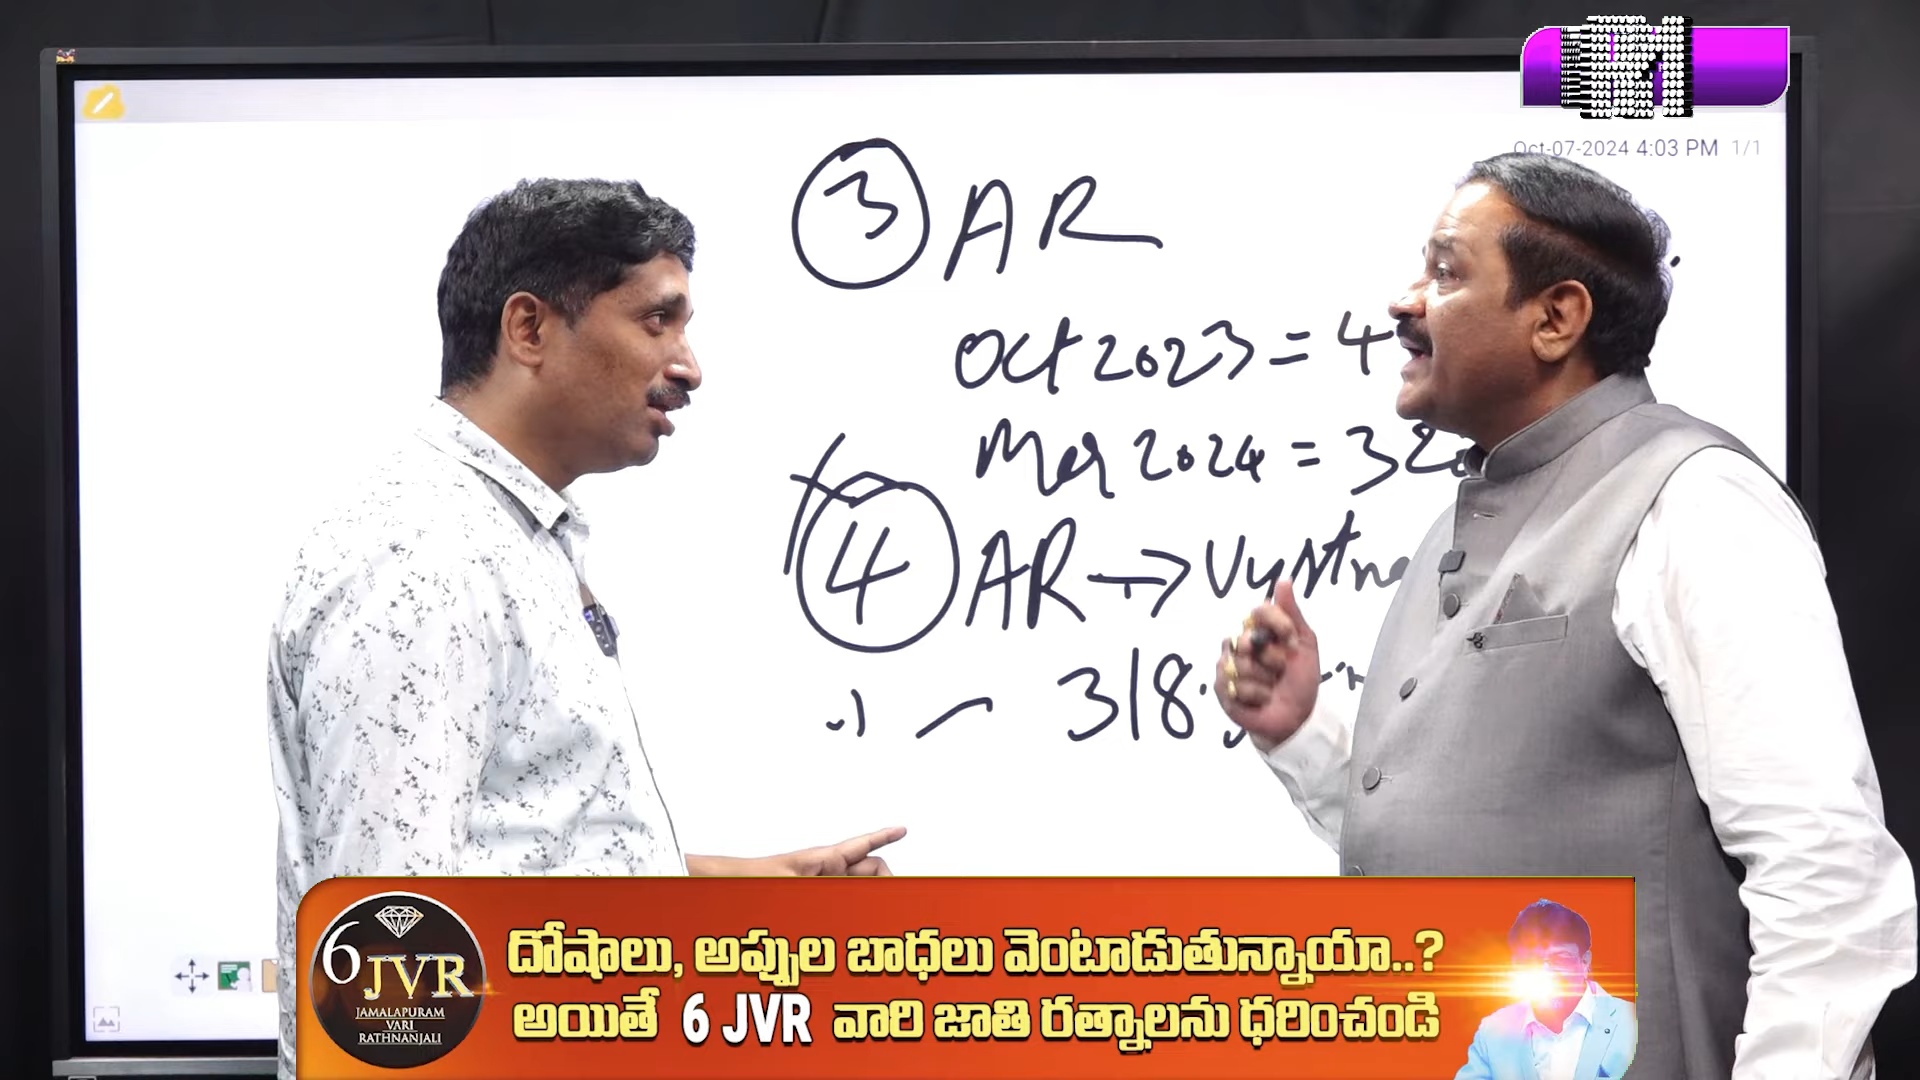 Oct-07-2024 4:03 PM 1/1
3 AR
Oct 2023 = 4
Mar 2024 = 32
4 AR →
318
6 JVR
JAMALAPURAM
VARI
RATHNANJALI
దోషాలు, అప్పుల బాధలు వెంటాడుతున్నాయా..?
అయితే 6 JVR వారి జాతి రత్నాలను ధరించండి